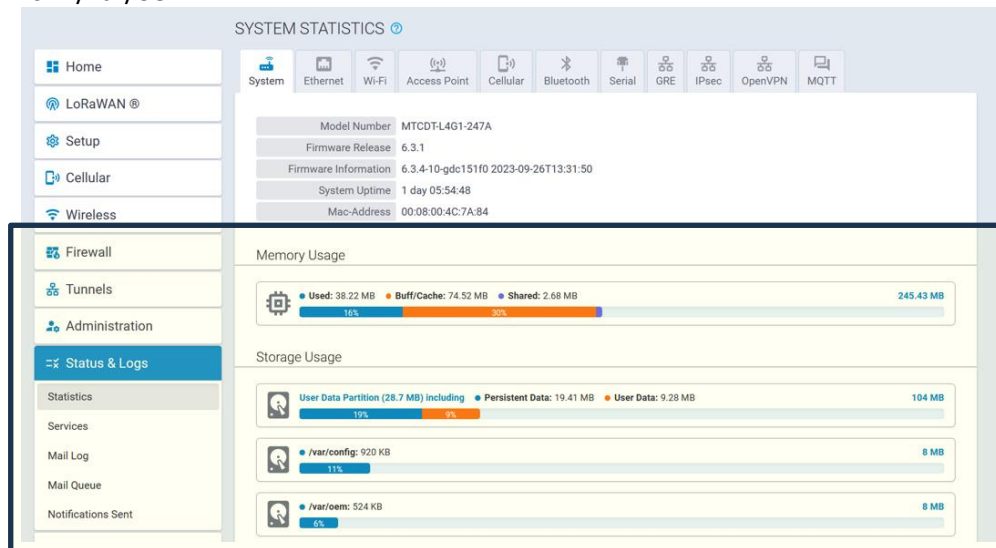 SYSTEM STATISTICS
Home
LoRaWAN ®
Setup
Cellular
Wireless
Firewall
Tunnels
Administration
Status & Logs
Statistics
Services
Mail Log
Mail Queue
Notifications Sent
System Ethernet Wi-Fi Access Point Cellular Bluetooth Serial GRE IPsec OpenVPN MQTT
Model Number MTCDT-L4G1-247A
Firmware Release 6.3.1
Firmware Information 6.3.4-10-gdc151f0 2023-09-26T13:31:50
System Uptime 1 day 05:54:48
Mac-Address 00:08:00:4C:7A:84
Memory Usage
Used: 38.22 MB Buff/Cache: 74.52 MB Shared: 2.68 MB 245.43 MB
16% 30%
Storage Usage
User Data Partition (28.7 MB) including Persistent Data: 19.41 MB User Data: 9.28 MB 104 MB
19% 9%
/var/config: 920 KB 8 MB
11%
/var/oem: 524 KB 8 MB
6%